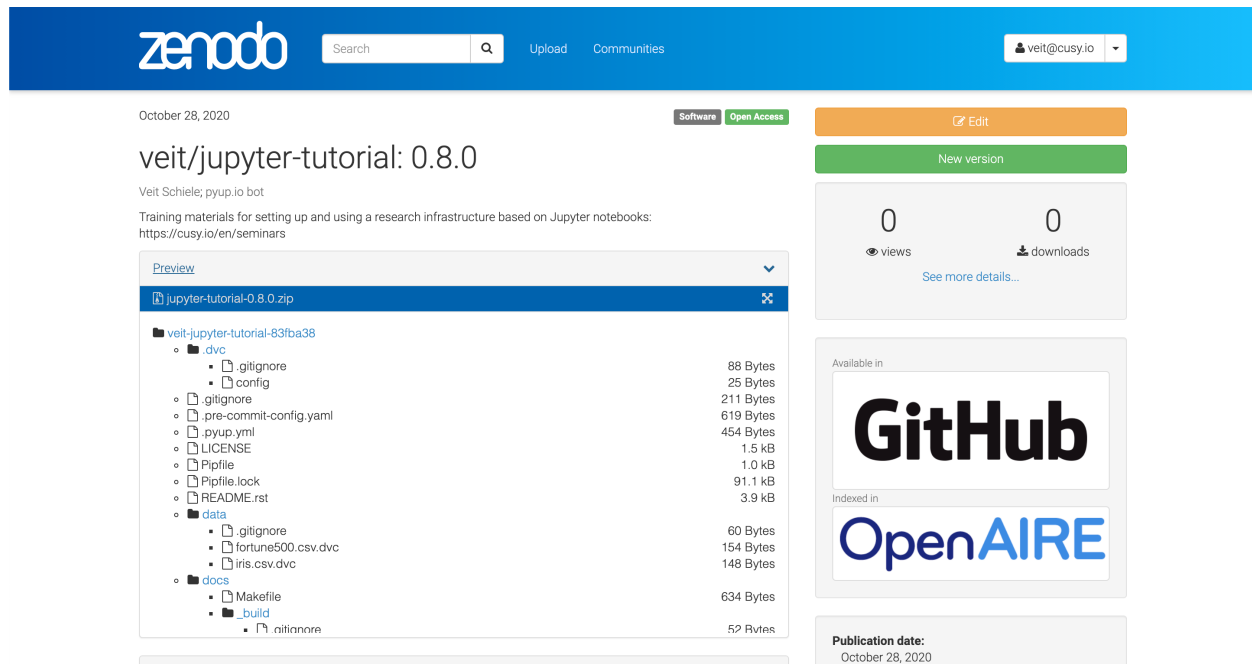 zenodo
Search
Upload
Communities
veit@cusy.io
October 28, 2020
Software
Open Access
veit/jupyter-tutorial: 0.8.0
Veit Schiele; pyup.io bot
Training materials for setting up and using a research infrastructure based on Jupyter notebooks:
https://cusy.io/en/seminars
Preview
jupyter-tutorial-0.8.0.zip
veit-jupyter-tutorial-83fba38
.dvc
.gitignore 88 Bytes
config 25 Bytes
.gitignore 211 Bytes
.pre-commit-config.yaml 619 Bytes
.pyup.yml 454 Bytes
LICENSE 1.5 kB
Pipfile 1.0 kB
Pipfile.lock 91.1 kB
README.rst 3.9 kB
data
.gitignore 60 Bytes
fortune500.csv.dvc 154 Bytes
iris.csv.dvc 148 Bytes
docs
Makefile 634 Bytes
_build
.gitignore 52 Bytes
Edit
New version
0 0
views downloads
See more details...
Available in
GitHub
Indexed in
OpenAIRE
Publication date:
October 28, 2020